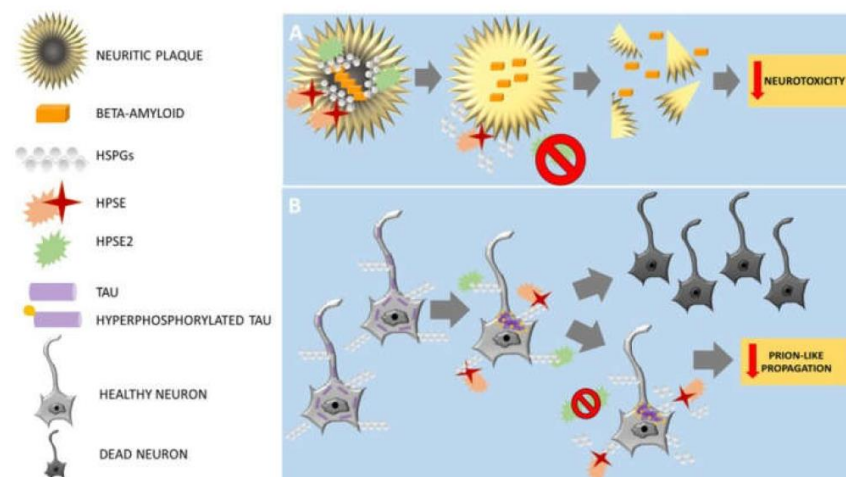 NEURITIC PLAQUE
BETA-AMYLOID
HSPGs
HPSE
HPSE2
TAU
HYPERPHOSPHORYLATED TAU
HEALTHY NEURON
DEAD NEURON
A
NEUROTOXICITY
B
PRION-LIKE
PROPAGATION